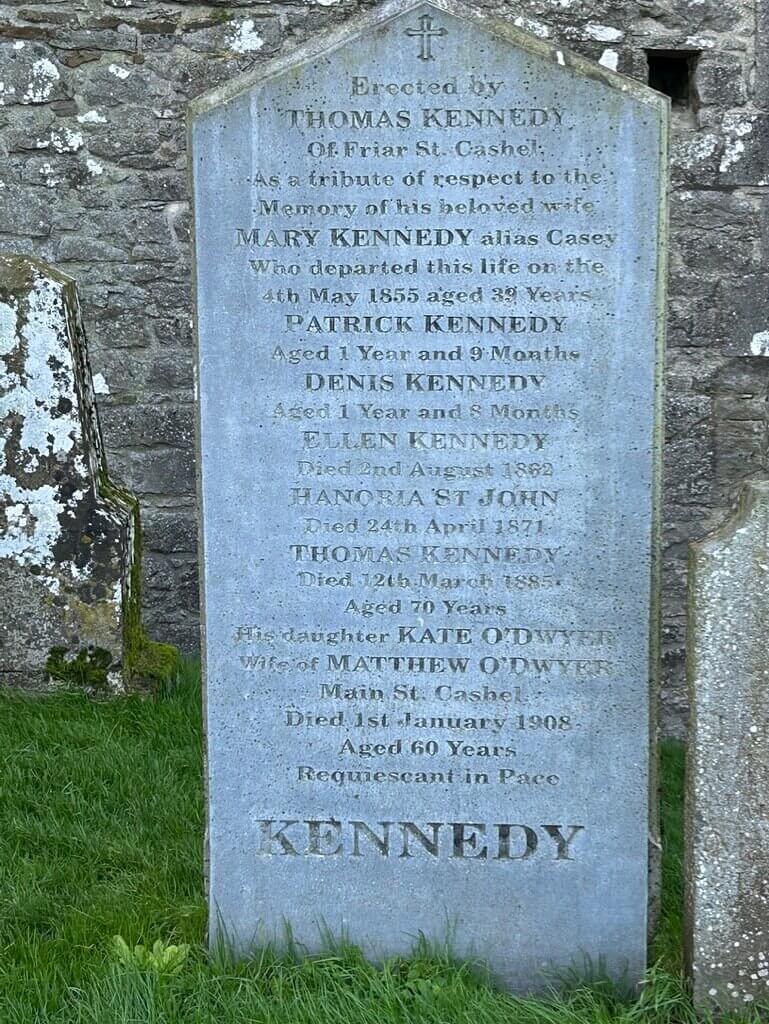 Erected by
THOMAS KENNEDY
Of Friar St. Cashel
As a tribute of respect to the
Memory of his beloved wife
MARY KENNEDY alias Casey
Who departed this life on the
4th May 1855 aged 39 Years
PATRICK KENNEDY
Aged 1 Year and 9 Months
DENIS KENNEDY
Aged 1 Year and 8 Months
ELLEN KENNEDY
Died 2nd August 1862
HANORIA ST JOHN
Died 24th April 1871
THOMAS KENNEDY
Died 12th March 1885
Aged 70 Years
His daughter KATE O'DWYER
Wife of MATTHEW O'DWYER
Main St. Cashel
Died 1st January 1908
Aged 60 Years
Requiescant in Pace
KENNEDY